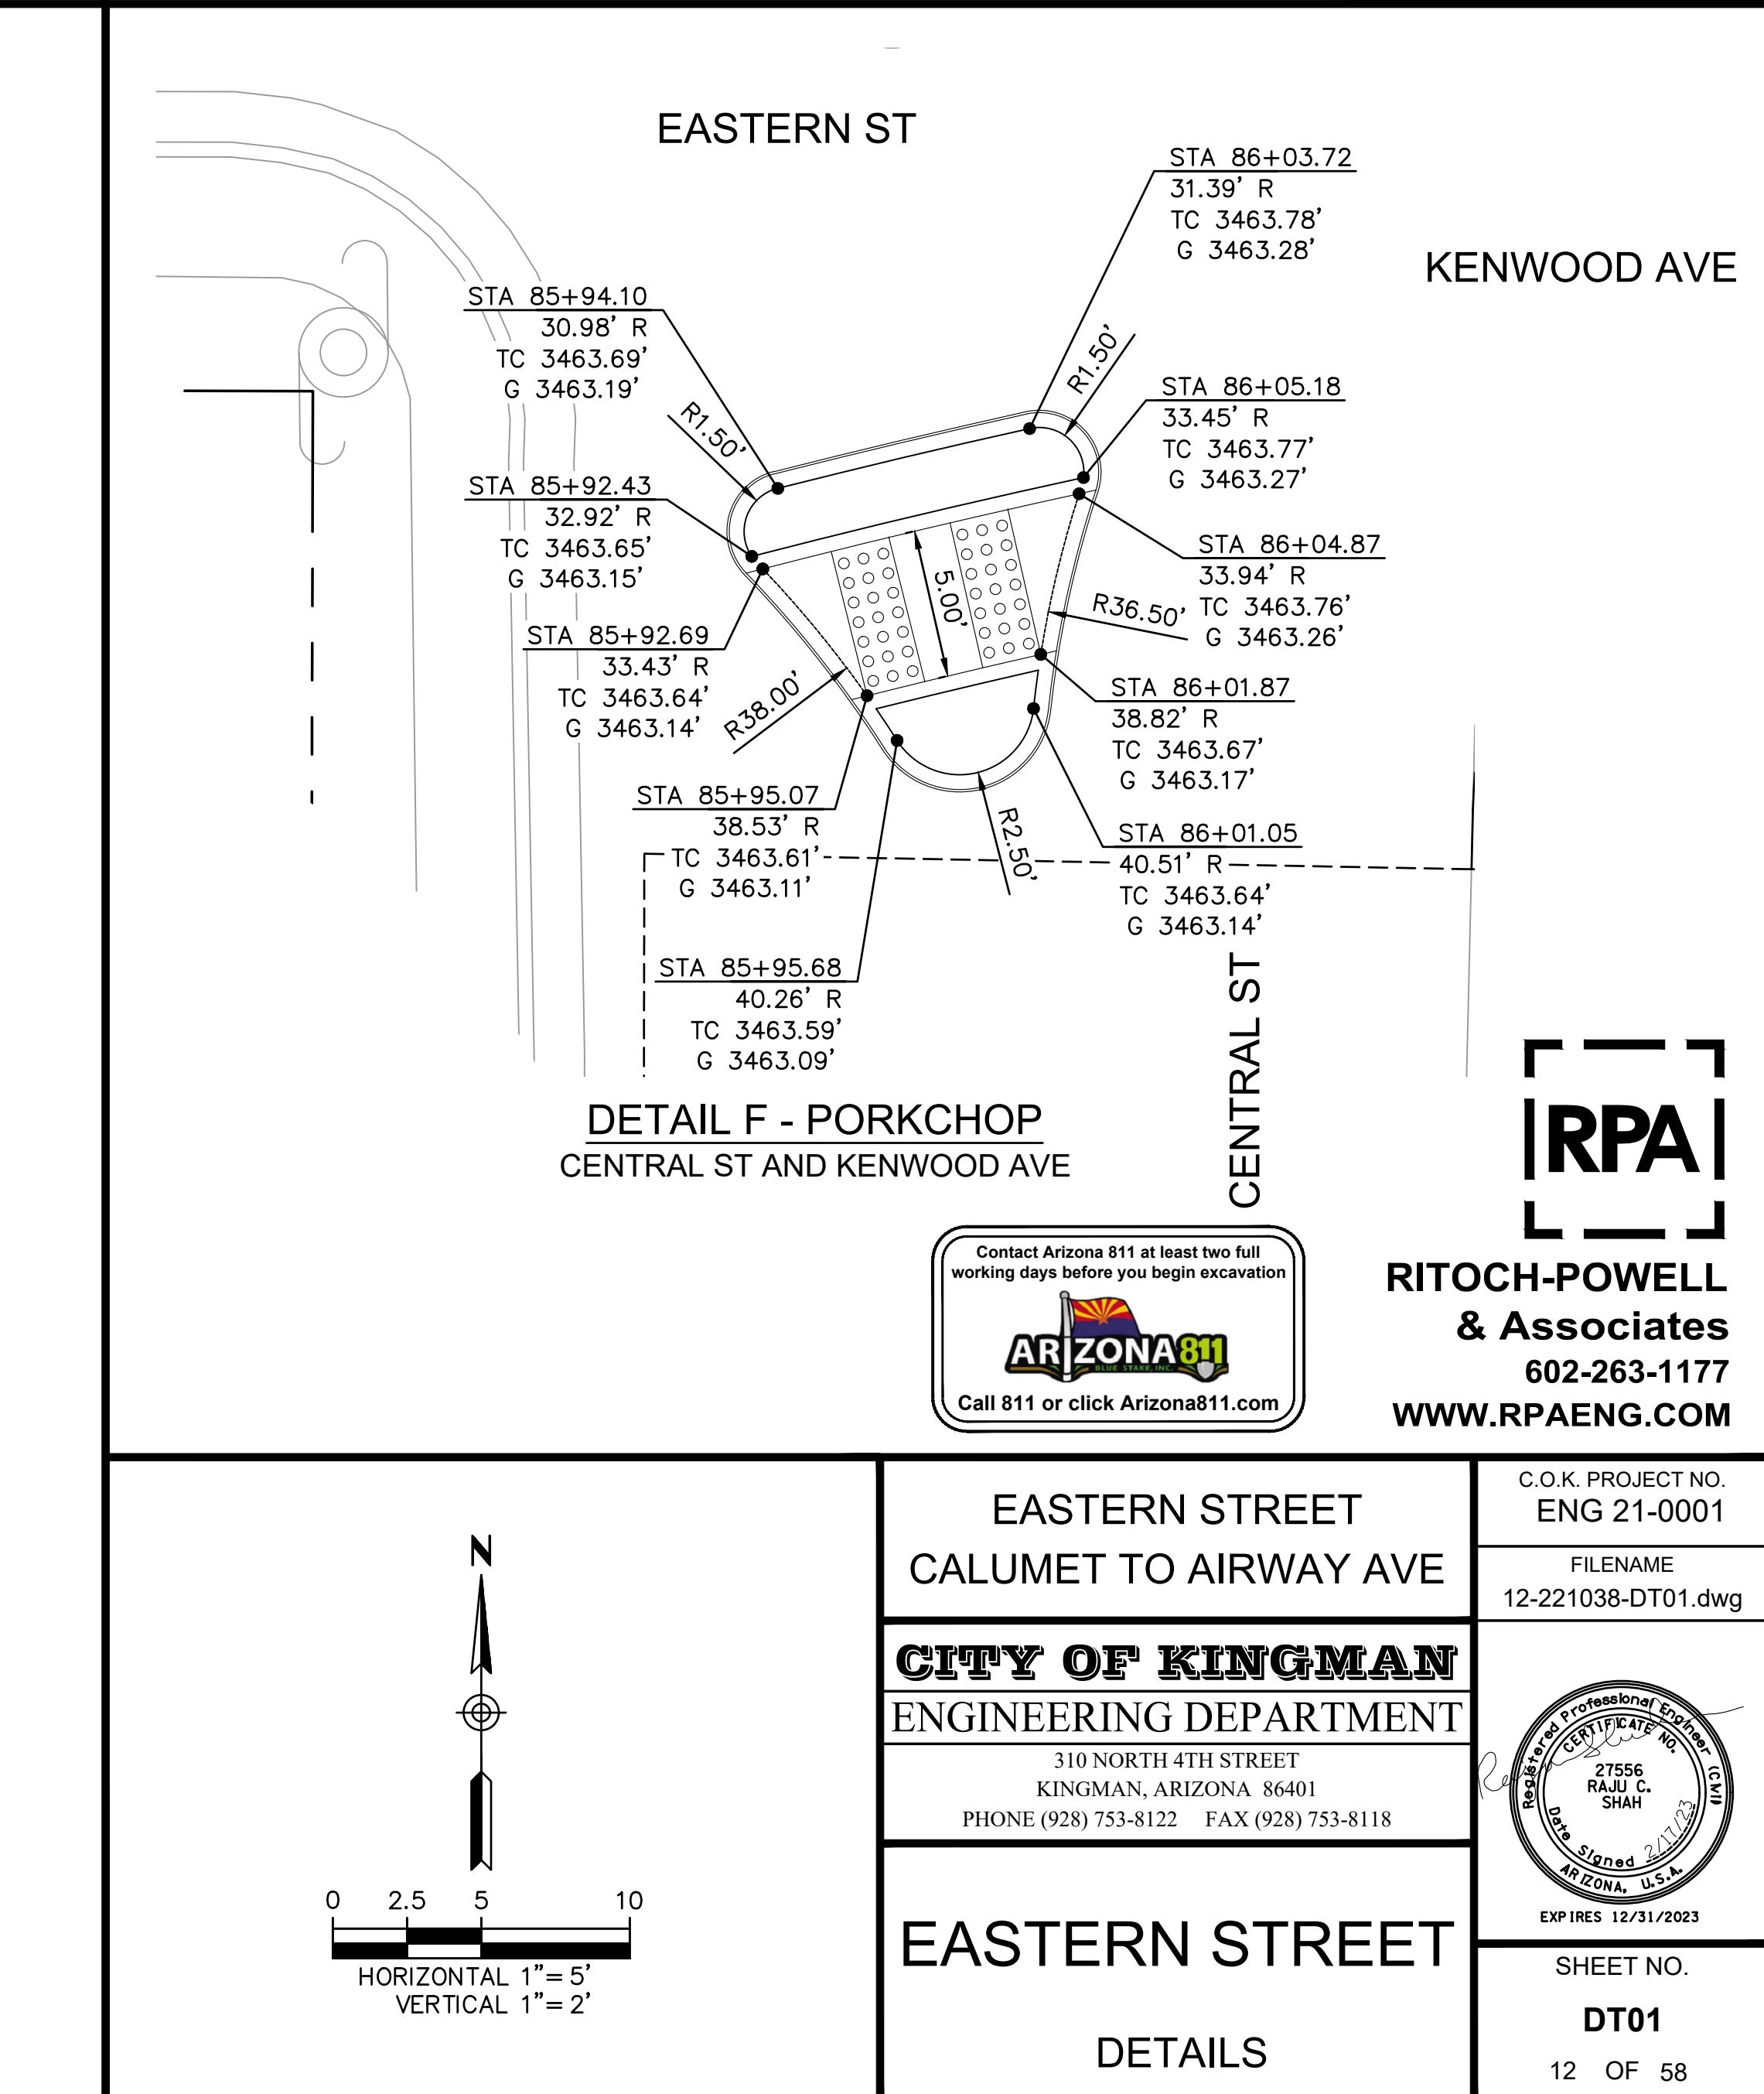 EASTERN ST
KENWOOD AVE
STA 86+03.72
31.39' R
TC 3463.78'
G 3463.28'
STA 85+94.10
30.98' R
TC 3463.69'
G 3463.19'
R1.50'
R1.50'
STA 86+05.18
33.45' R
TC 3463.77'
G 3463.27'
STA 85+92.43
32.92' R
TC 3463.65'
G 3463.15'
STA 86+04.87
33.94' R
TC 3463.76'
G 3463.26'
5.00'
R36.50'
STA 85+92.69
33.43' R
TC 3463.64'
G 3463.14'
R38.00'
STA 86+01.87
38.82' R
TC 3463.67'
G 3463.17'
STA 85+95.07
38.53' R
TC 3463.61'
G 3463.11'
R2.50'
STA 86+01.05
40.51' R
TC 3463.64'
G 3463.14'
STA 85+95.68
40.26' R
TC 3463.59'
G 3463.09'
CENTRAL ST
DETAIL F - PORKCHOP
CENTRAL ST AND KENWOOD AVE
RPA
RITOCH-POWELL
& Associates
602-263-1177
WWW.RPAENG.COM
Contact Arizona 811 at least two full
working days before you begin excavation
ARIZONA811
BLUE STAKE, INC.
Call 811 or click Arizona811.com
N
0 2.5 5 10
HORIZONTAL 1"= 5'
VERTICAL 1"= 2'
EASTERN STREET
CALUMET TO AIRWAY AVE
CITY OF KINGMAN
ENGINEERING DEPARTMENT
310 NORTH 4TH STREET
KINGMAN, ARIZONA 86401
PHONE (928) 753-8122 FAX (928) 753-8118
EASTERN STREET
DETAILS
C.O.K. PROJECT NO.
ENG 21-0001
FILENAME
12-221038-DT01.dwg
Registered Professional Engineer (CIVIL)
CERTIFICATE NO.
27556
RAJU C.
SHAH
Date Signed 2/17/23
ARIZONA, U.S.A.
EXPIRES 12/31/2023
SHEET NO.
DT01
12 OF 58